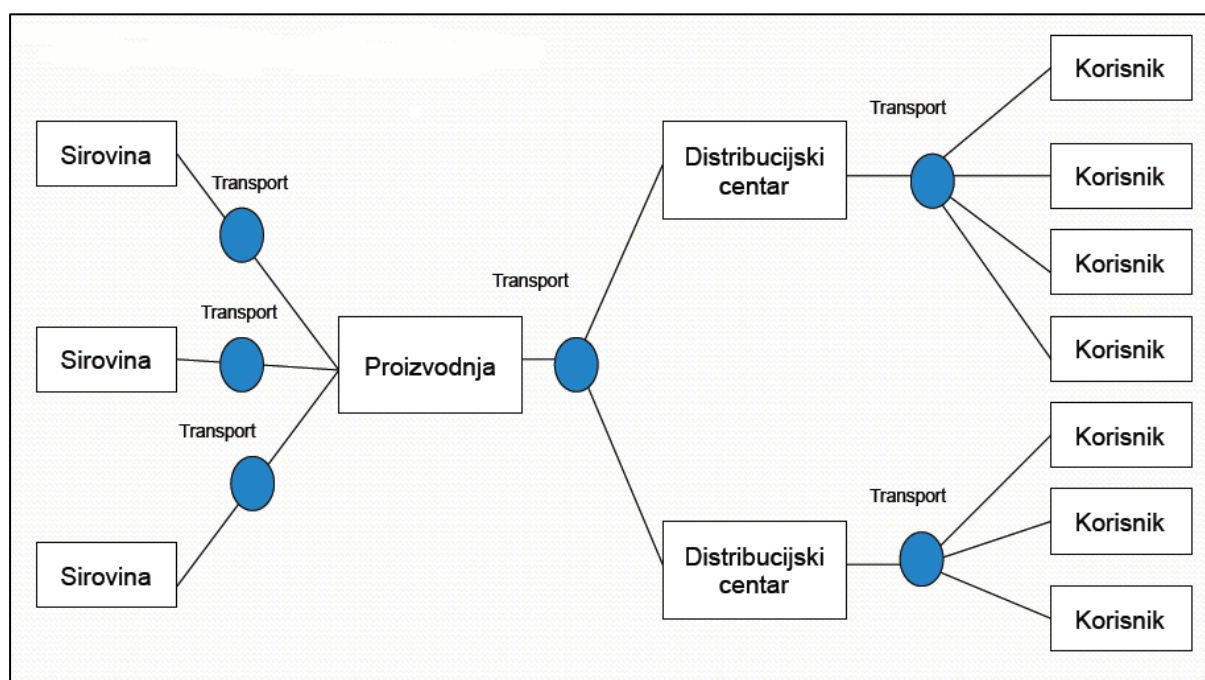 Sirovina
Transport
Sirovina
Transport
Sirovina
Transport
Proizvodnja
Transport
Distribucijski
centar
Transport
Korisnik
Korisnik
Korisnik
Korisnik
Distribucijski
centar
Transport
Korisnik
Korisnik
Korisnik